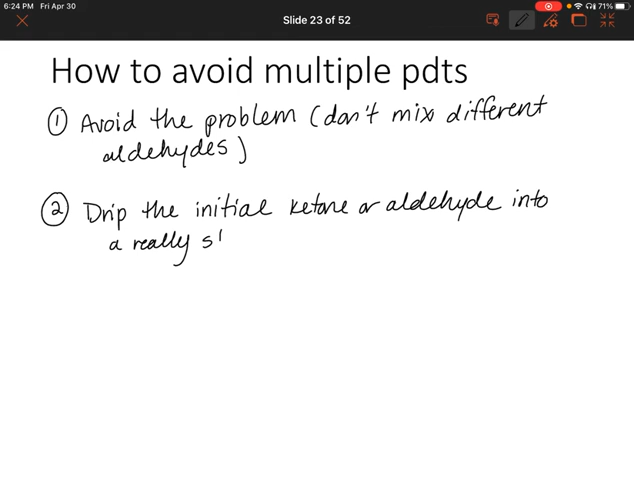 6:24 PM Fri Apr 30
Slide 23 of 52
71%
How to avoid multiple pdts
① Avoid the problem (don't mix different
aldehydes)
② Drip the initial ketone or aldehyde into
a really